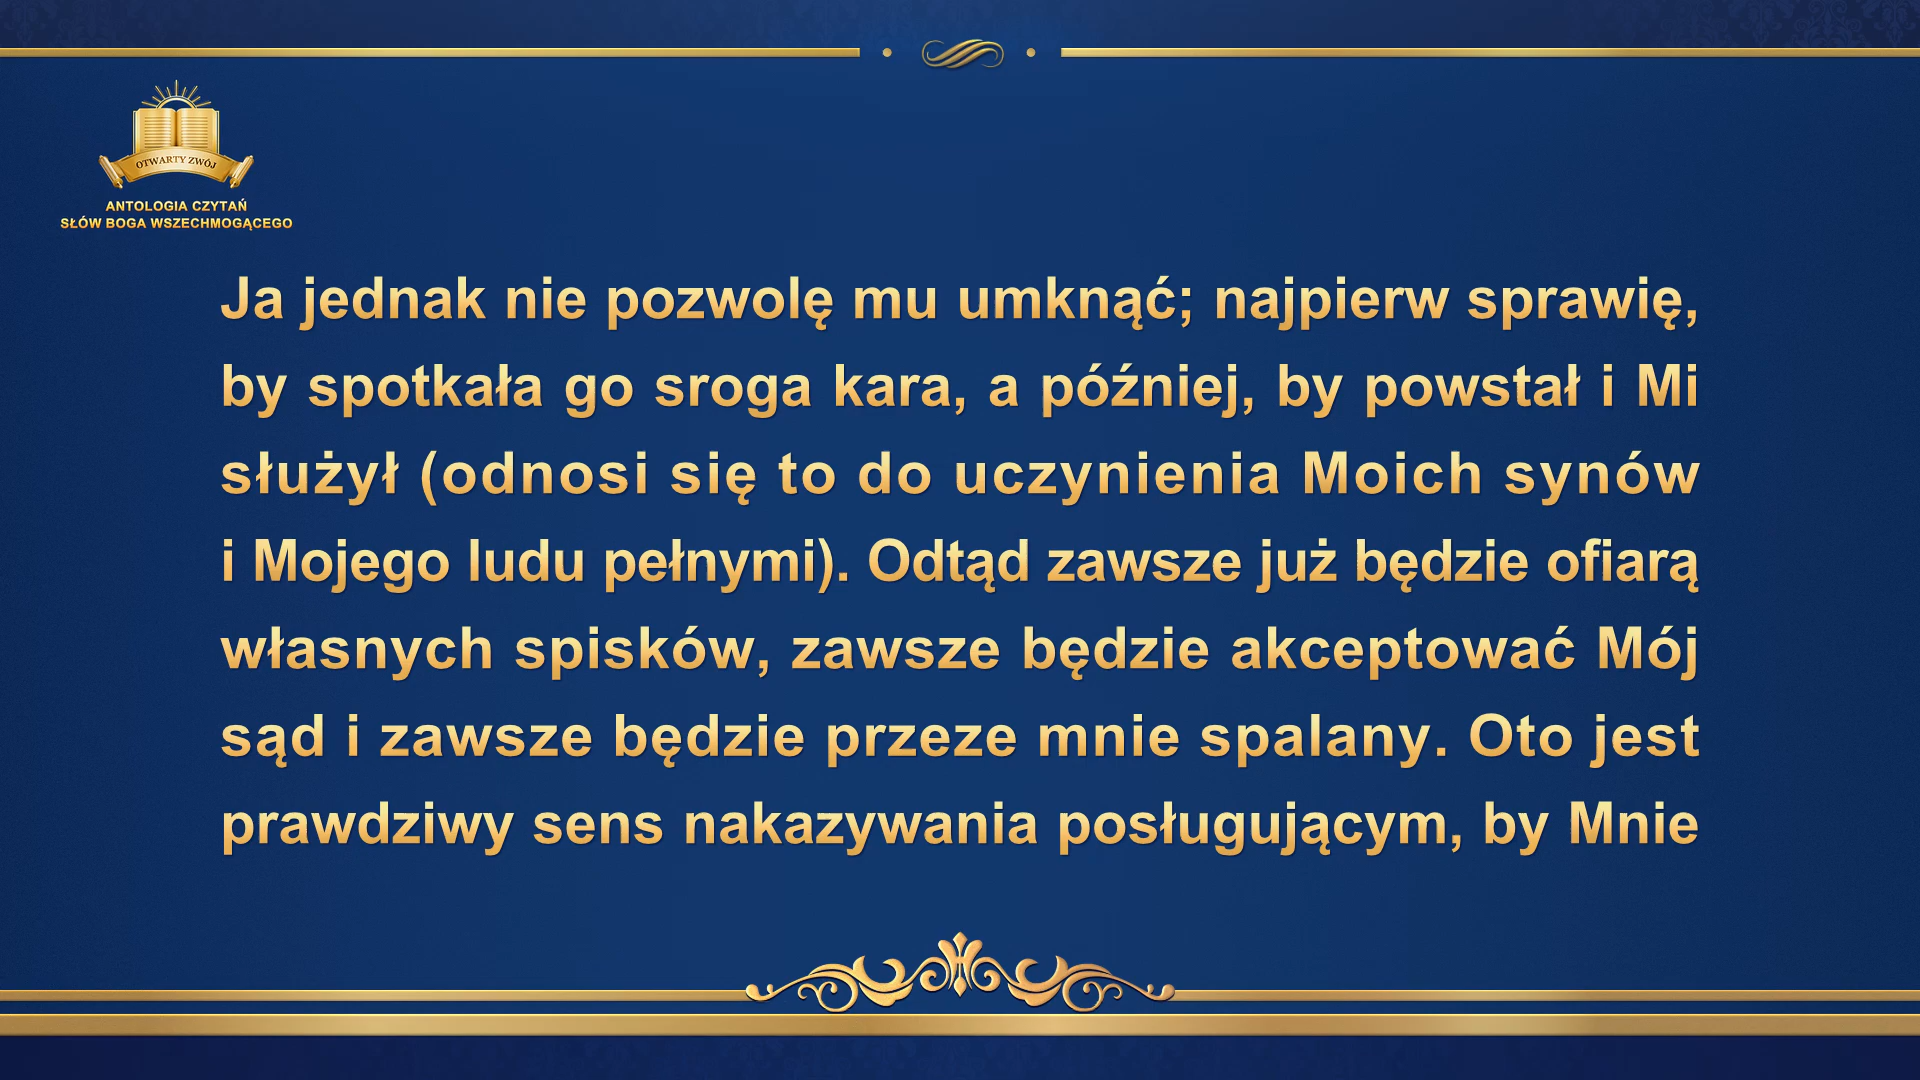 OTWARTY ZWÓJ
ANTOLOGIA CZYTAŃ
SŁÓW BOGA WSZECHMOGĄCEGO
Ja jednak nie pozwolę mu umknąć; najpierw sprawię,
by spotkała go sroga kara, a później, by powstał i Mi
służył (odnosi się to do uczynienia Moich synów
i Mojego ludu pełnymi). Odtąd zawsze już będzie ofiarą
własnych spisków, zawsze będzie akceptować Mój
sąd i zawsze będzie przeze mnie spalany. Oto jest
prawdziwy sens nakazywania posługującym, by Mnie